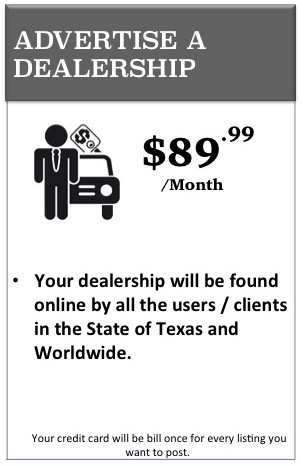 ADVERTISE A
DEALERSHIP
$
$89.99
/Month
• Your dealership will be found
online by all the users / clients
in the State of Texas and
Worldwide.
Your credit card will be bill once for every listing you
want to post.